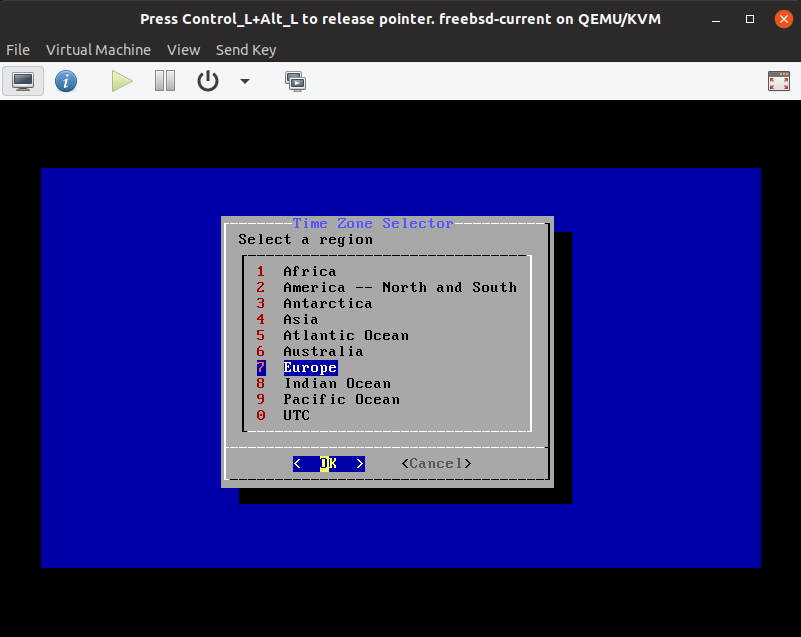 Press Control_L+Alt_L to release pointer. freebsd-current on QEMU/KVM
File Virtual Machine View Send Key
Time Zone Selector
Select a region
1 Africa
2 America -- North and South
3 Antarctica
4 Asia
5 Atlantic Ocean
6 Australia
7 Europe
8 Indian Ocean
9 Pacific Ocean
0 UTC
< OK > <Cancel>